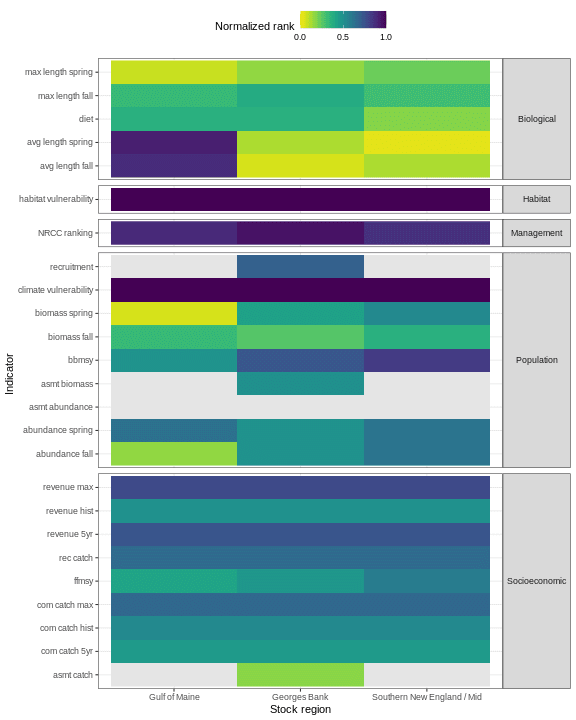 Normalized rank
0.0 0.5 1.0
Indicator
max length spring
max length fall
diet
avg length spring
avg length fall
Biological
habitat vulnerability
Habitat
NRCC ranking
Management
recruitment
climate vulnerability
biomass spring
biomass fall
bbmsy
asmt biomass
asmt abundance
abundance spring
abundance fall
Population
revenue max
revenue hist
revenue 5yr
rec catch
ffmsy
com catch max
com catch hist
com catch 5yr
asmt catch
Socioeconomic
Gulf of Maine Georges Bank Southern New England / Mid
Stock region